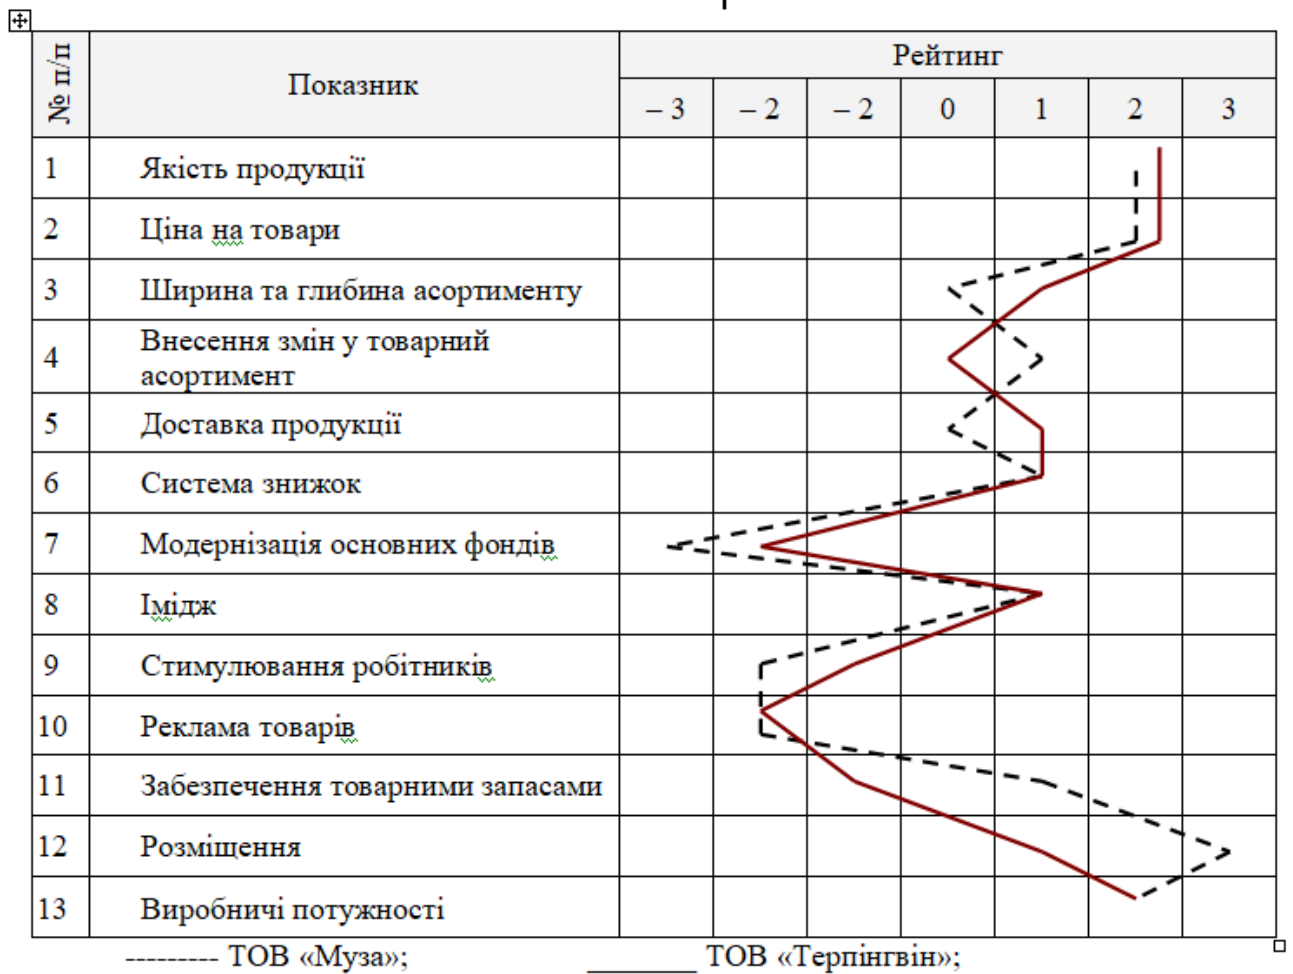 № п/п
Показник
Рейтинг
– 3 – 2 – 2 0 1 2 3
1 Якість продукції
2 Ціна на товари
3 Ширина та глибина асортименту
4 Внесення змін у товарний
асортимент
5 Доставка продукції
6 Система знижок
7 Модернізація основних фондів
8 Імідж
9 Стимулювання робітників
10 Реклама товарів
11 Забезпечення товарними запасами
12 Розміщення
13 Виробничі потужності
--------- ТОВ «Муза»; _______ ТОВ «Терпінгвін»;